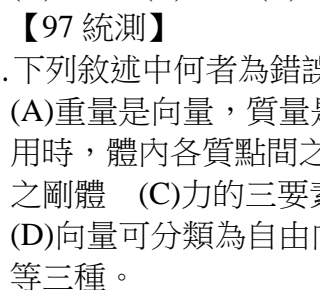 【97 統測】
.下列敘述中何者為錯誤
(A)重量是向量，質量是
用時，體內各質點間之
之剛體 (C)力的三要素
(D)向量可分類為自由向
等三種。